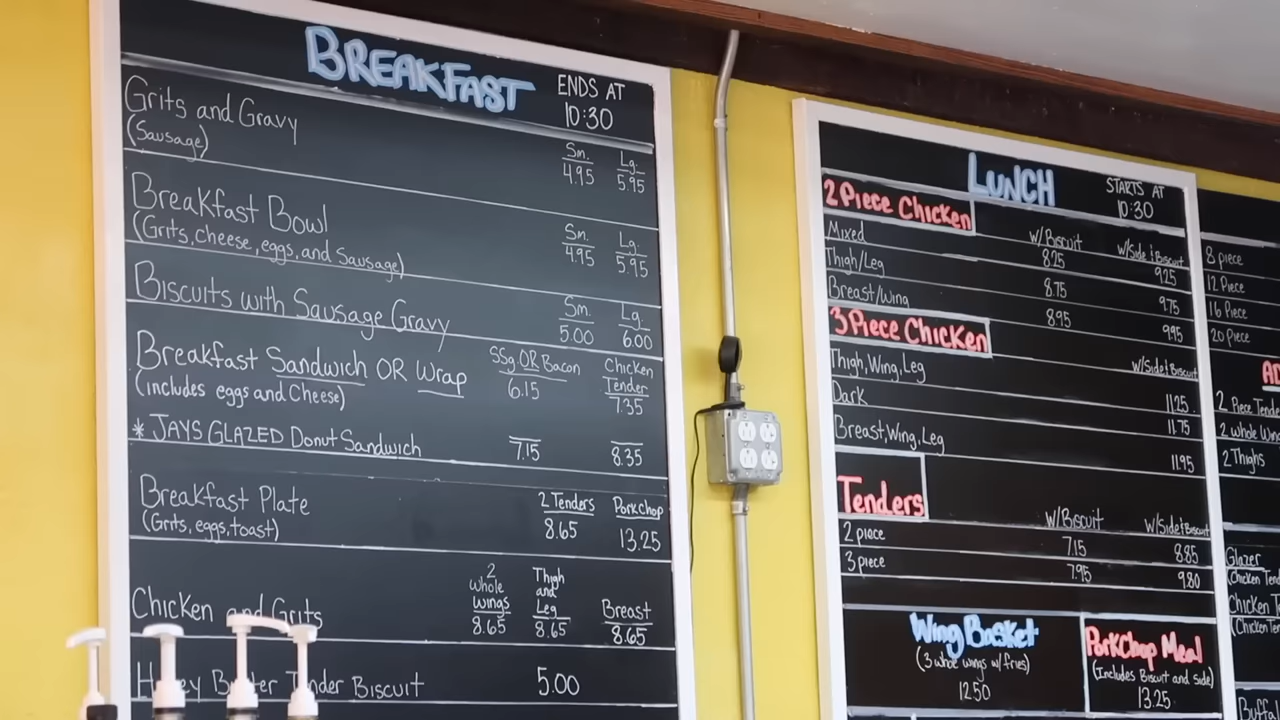 BREAKFAST ENDS AT 10:30
Grits and Gravy
(Sausage)
Sm. Lg.
4.95 5.95
Breakfast Bowl
(Grits, cheese, eggs, and Sausage)
Sm. Lg.
4.95 5.95
Biscuits with Sausage Gravy
Sm. Lg.
5.00 6.00
Breakfast Sandwich OR Wrap
(includes eggs and Cheese)
SSg OR Bacon Chicken Tender
6.15 7.35
* JAYS GLAZED Donut Sandwich
7.15 8.35
Breakfast Plate
(Grits, eggs, toast)
2 Tenders PorkChop
8.65 13.25
Chicken and Grits
2 Whole Wings Thigh and Leg Breast
8.65 8.65 8.65
Tender Biscuit 5.00
LUNCH STARTS AT 10:30
2 Piece Chicken
w/Biscuit w/Side & Biscuit
Mixed 8.25 9.25
Thigh/Leg 8.75 9.75
Breast/Wing 8.95 9.95
3 Piece Chicken
w/Side & Biscuit
Thigh, Wing, Leg 11.25
Dark 11.75
Breast, Wing, Leg 11.95
Tenders
w/Biscuit w/Side & Biscuit
2 piece 7.15 8.85
3 piece 7.95 9.80
Wing Basket
(3 whole wings w/fries)
12.50
PorkChop Meal
(Includes Biscuit and side)
13.25
8 piece
12 Piece
16 Piece
20 Piece
2 Piece
2 whole
2 Thighs
Glazer
(Chicken
Chicken
(Chicken